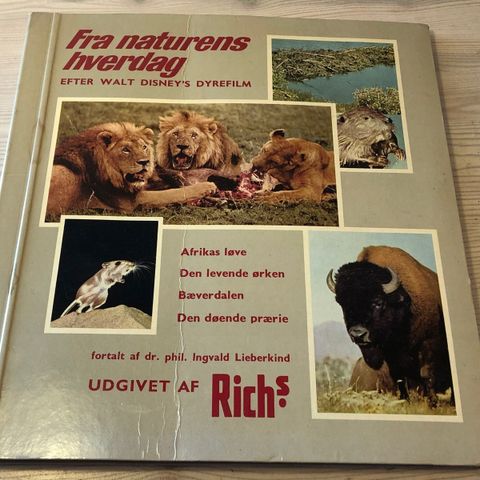 Fra naturens
hverdag
EFTER WALT DISNEY'S DYREFILM
Afrikas løve
Den levende ørken
Bæverdalen
Den døende prærie
fortalt af dr. phil. Ingvald Lieberkind
UDGIVET AF Rich's